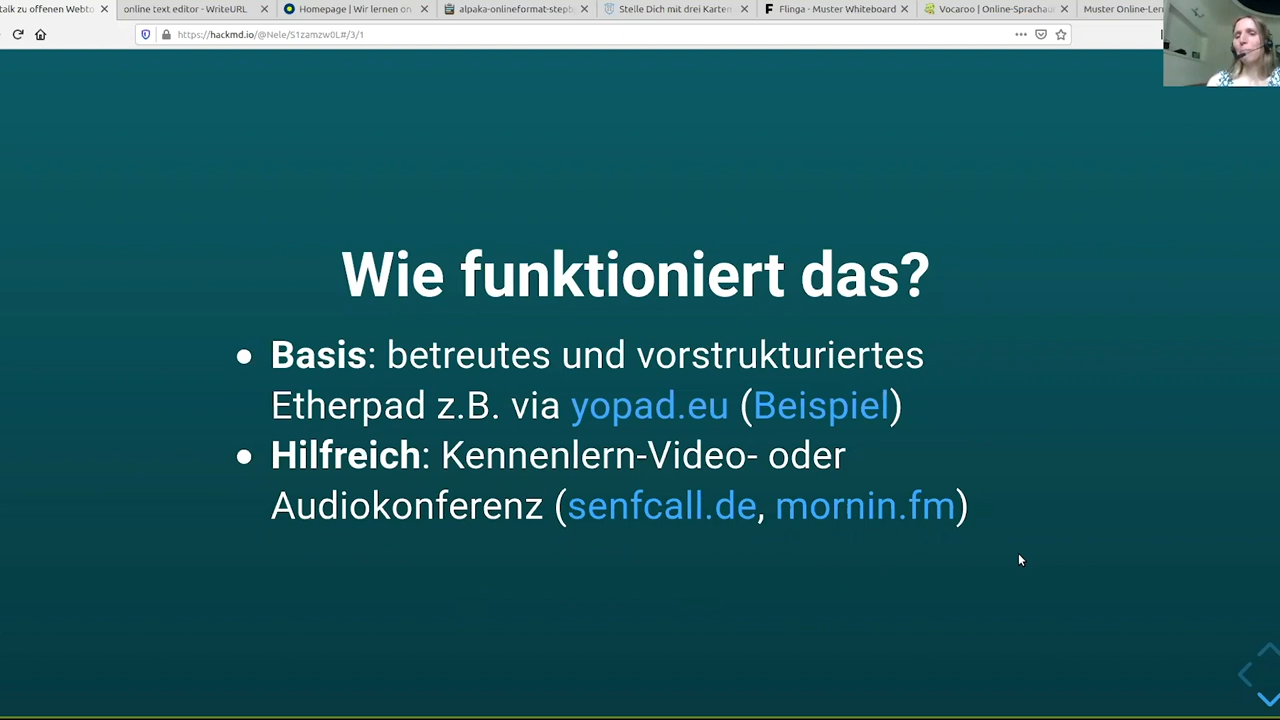 taik zu offenen Webto
online text editor - WriteURL
Homepage | Wir lernen on
alpaka-onlineformat-stepb
Stelle Dich mit drei Karten
F Flinga - Muster Whiteboard
Vocaroo | Online-Sprachau
Muster Online-Ler
https://hackmd.io/@Nele/S1zamzw0L#/3/1
Wie funktioniert das?
Basis: betreutes und vorstrukturiertes
Etherpad z.B. via yopad.eu (Beispiel)
Hilfreich: Kennenlern-Video- oder
Audiokonferenz (senfcall.de, mornin.fm)